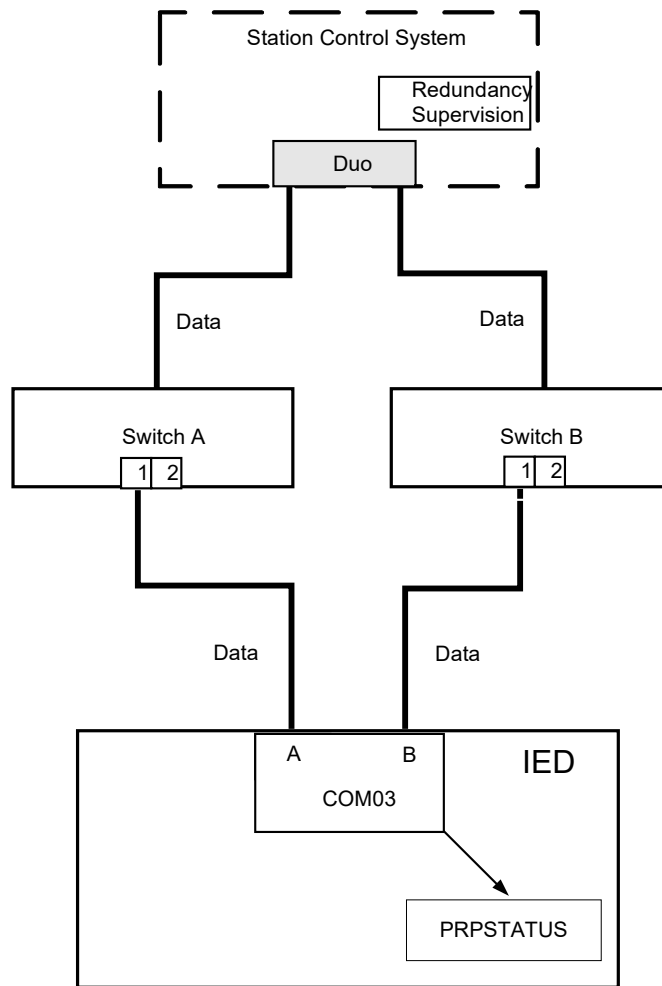 Station Control System
Redundancy
Supervision
Duo
Data
Data
Switch A
Switch B
1 2
1 2
Data
Data
A
B
IED
COM03
PRPSTATUS